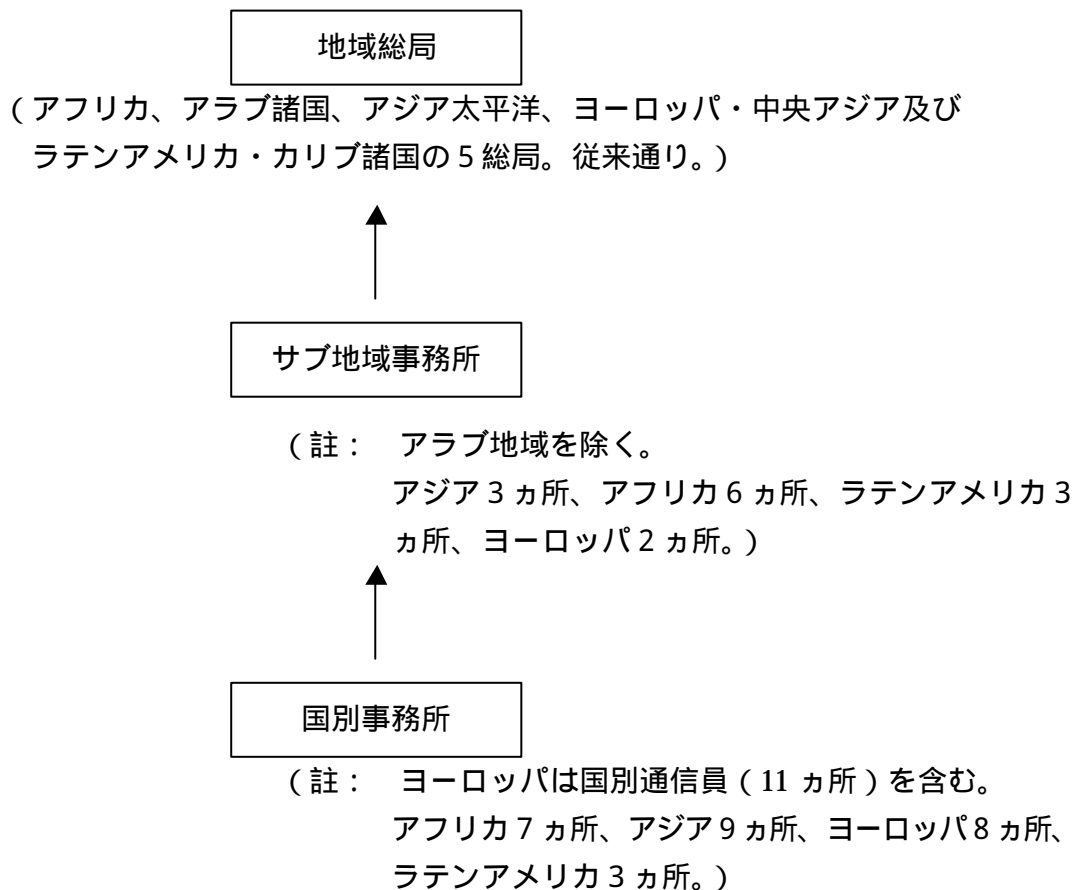 地域総局
(アフリカ、アラブ諸国、アジア太平洋、ヨーロッパ・中央アジア及び
ラテンアメリカ・カリブ諸国の5総局。従来通り。)
サブ地域事務所
(註: アラブ地域を除く。
アジア3ヵ所、アフリカ6ヵ所、ラテンアメリカ3
ヵ所、ヨーロッパ2ヵ所。)
国別事務所
(註: ヨーロッパは国別通信員(11ヵ所)を含む。
アフリカ7ヵ所、アジア9ヵ所、ヨーロッパ8ヵ所、
ラテンアメリカ3ヵ所。)